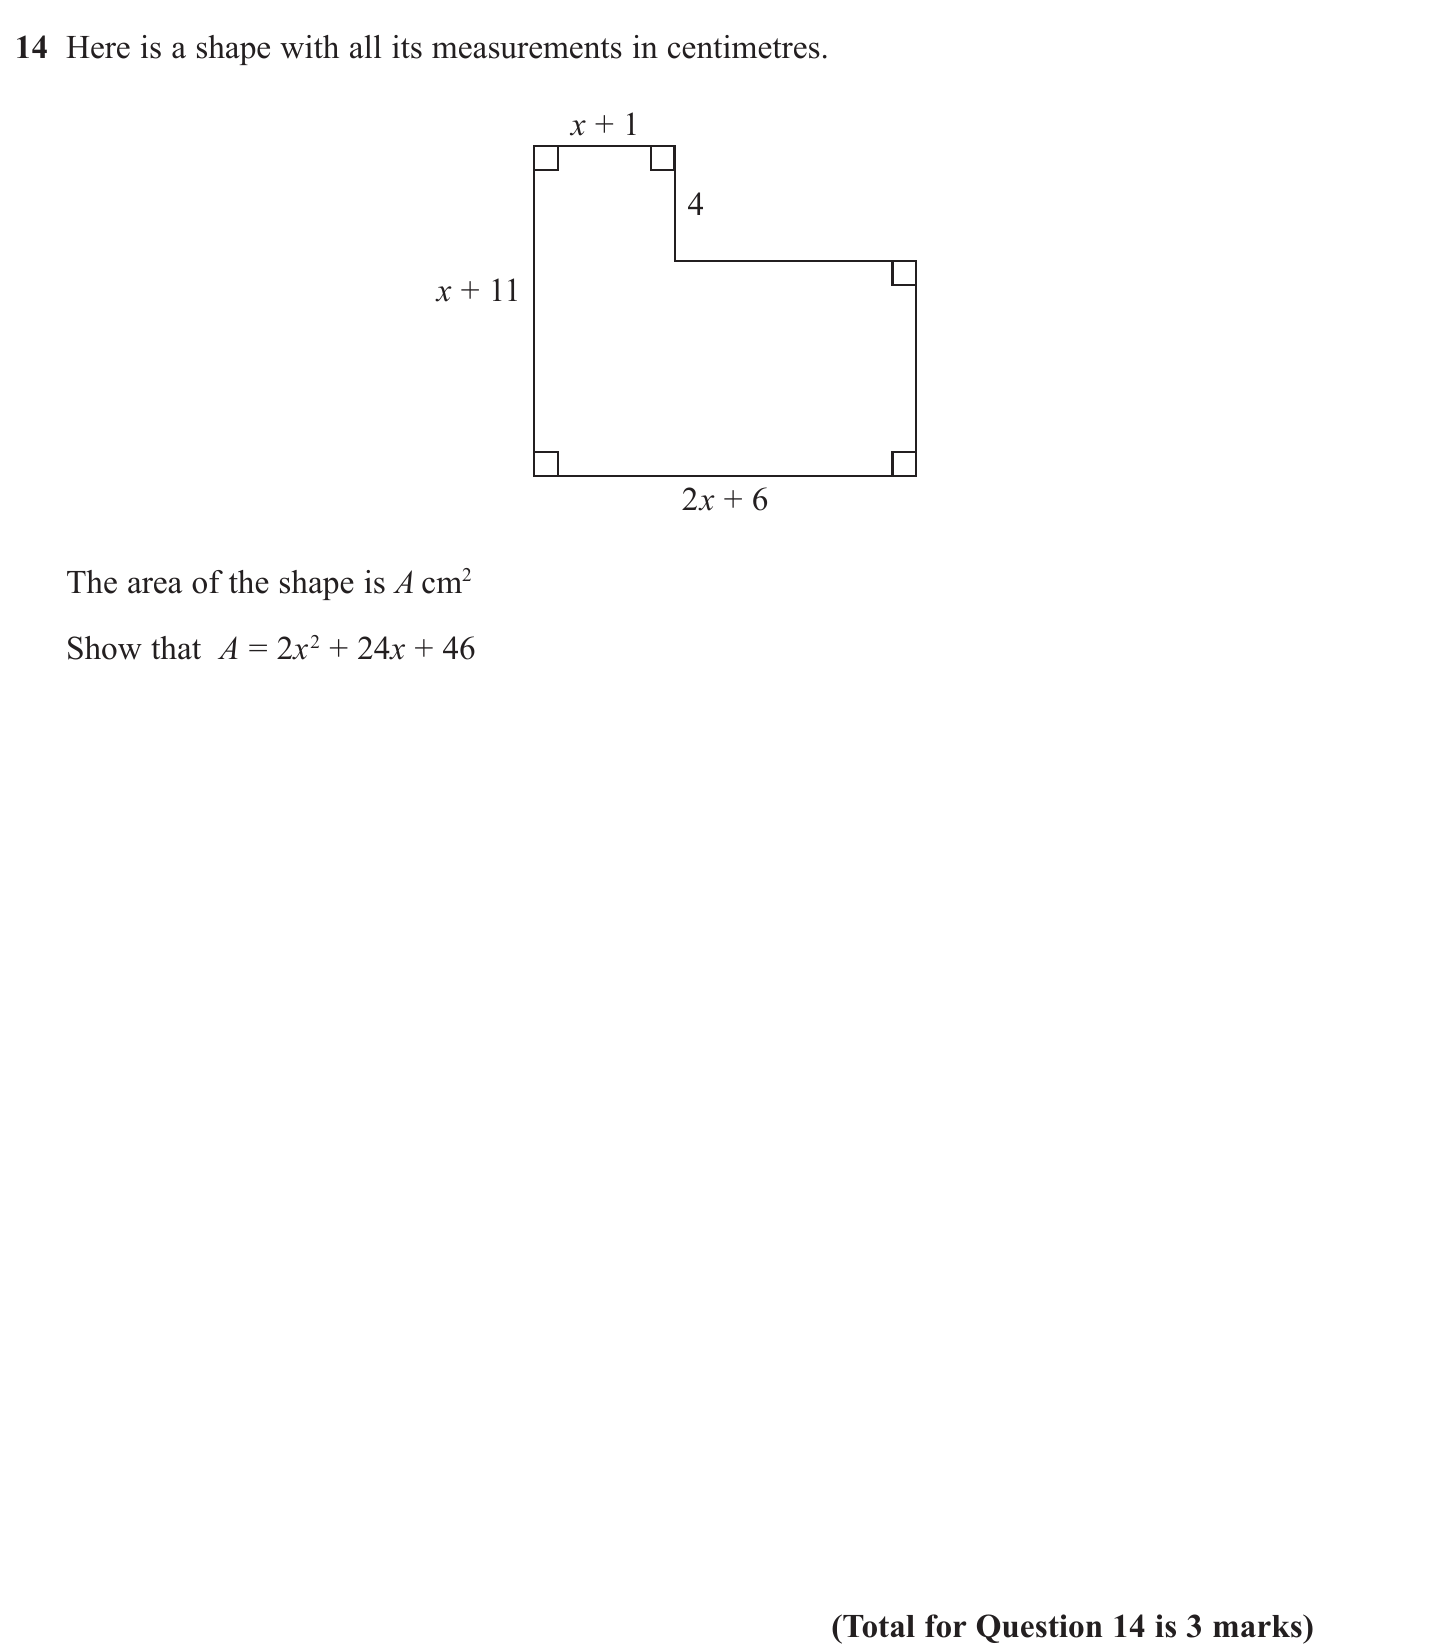 14 Here is a shape with all its measurements in centimetres.
x + 1
4
x + 11
2x + 6
The area of the shape is A cm²
Show that A = 2x² + 24x + 46
(Total for Question 14 is 3 marks)